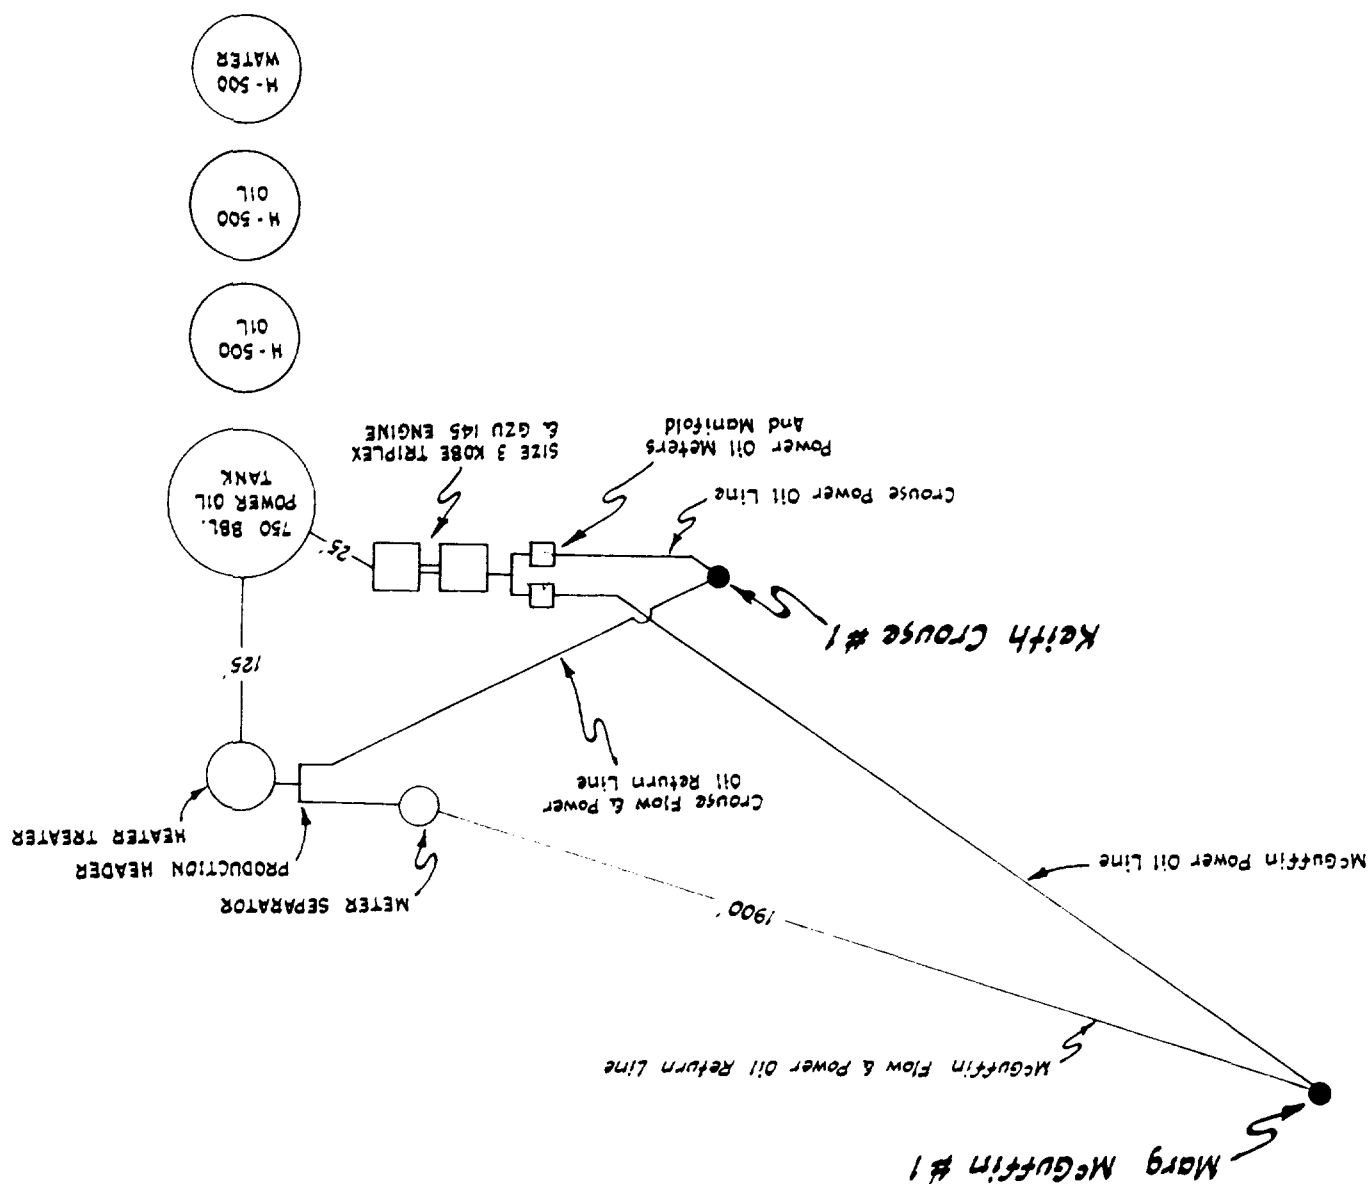 Marg McGuffin #1
McGuffin Flow & Power Oil Return Line
1900'
METER SEPARATOR
PRODUCTION HEADER
HEATER TREATER
McGuffin Power Oil Line
Crouse Flow & Power
Oil Return Line
125'
Keith Crouse #1
25'
Crouse Power Oil Line
750 BBL.
POWER OIL
TANK
Power Oil Meters
And Manifold
SIZE 3 KOBE TRIPLEX
& GZU 145 ENGINE
H-500
OIL
H-500
OIL
H-500
WATER